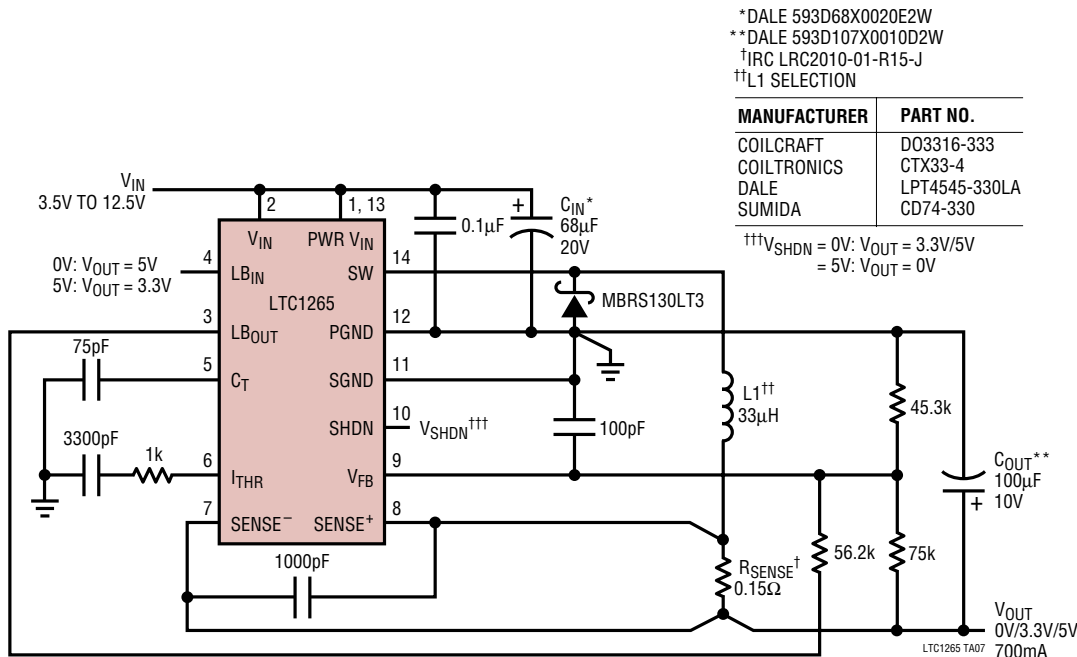 *DALE 593D68X0020E2W
**DALE 593D107X0010D2W
†IRC LRC2010-01-R15-J
††L1 SELECTION
MANUFACTURER PART NO.
COILCRAFT DO3316-333
COILTRONICS CTX33-4
DALE LPT4545-330LA
SUMIDA CD74-330
†††VSHDN = 0V: VOUT = 3.3V/5V
= 5V: VOUT = 0V
VIN
3.5V TO 12.5V
2
1, 13
0.1µF
+
CIN*
68µF
20V
VIN
PWR VIN
4
0V: VOUT = 5V
5V: VOUT = 3.3V
LBIN
SW
14
LTC1265
MBRS130LT3
3
LBOUT
PGND
12
75pF
5
CT
SGND
11
L1††
33µH
45.3k
SHDN
10
VSHDN†††
100pF
3300pF
1k
6
ITHR
VFB
9
COUT**
100µF
10V
+
7
SENSE–
SENSE+
8
1000pF
RSENSE†
0.15Ω
56.2k
75k
VOUT
0V/3.3V/5V
700mA
LTC1265 TA07